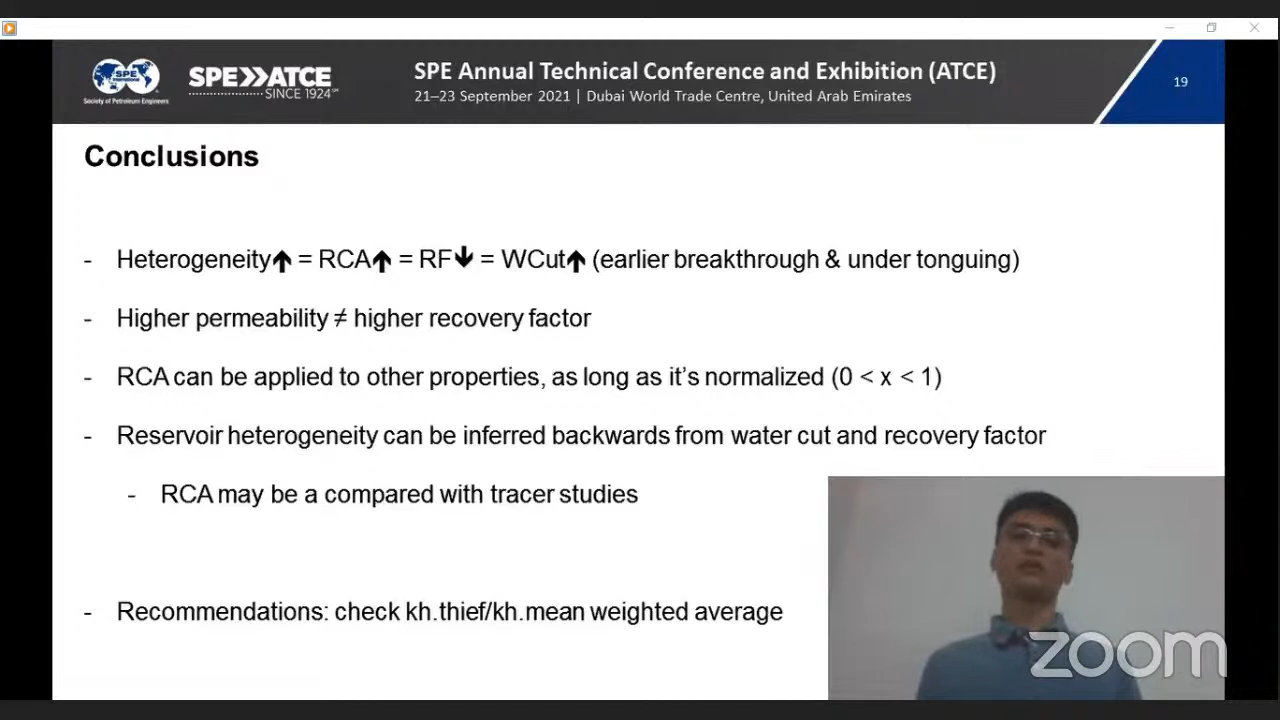 SPE
International
Society of Petroleum Engineers
SPE ATCE
SINCE 1924
SPE Annual Technical Conference and Exhibition (ATCE)
21–23 September 2021 | Dubai World Trade Centre, United Arab Emirates
19
Conclusions
- Heterogeneity⬆ = RCA⬆ = RF⬇ = WCut⬆ (earlier breakthrough & under tonguing)
- Higher permeability ≠ higher recovery factor
- RCA can be applied to other properties, as long as it’s normalized (0 < x < 1)
- Reservoir heterogeneity can be inferred backwards from water cut and recovery factor
- RCA may be a compared with tracer studies
- Recommendations: check kh.thief/kh.mean weighted average
zoom